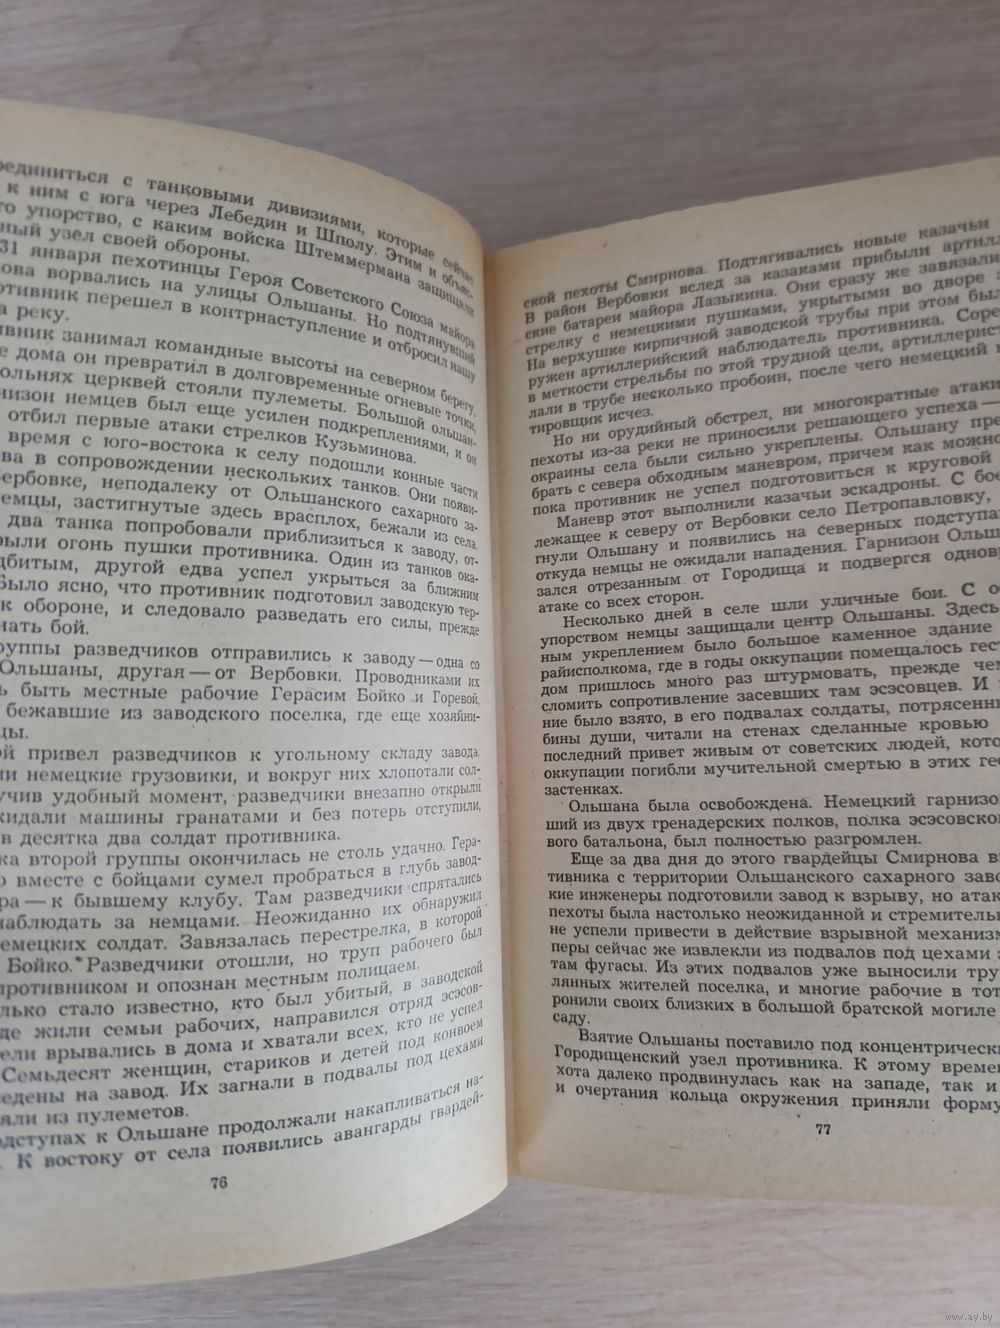 единиться с танковыми дивизиями, которые сейчас
к ним с юга через Лебедин и Шполу. Этим и объяс-
упорство, с каким войска Штеммермана защищали
узел своей обороны.
31 января пехотинцы Героя Советского Союза майора
ворвались на улицы Ольшаны. Но подтянувший
перешел в контрнаступление и отбросил нашу
реку.
занимал командные высоты на северном берегу,
дома он превратил в долговременные огневые точки,
церквей стояли пулеметы. Большой ольшан-
немцев был еще усилен подкреплениями, и он
отбил первые атаки стрелков Кузьминова.
время с юго-востока к селу подошли конные части
в сопровождении нескольких танков. Они появи-
неподалеку от Ольшанского сахарного за-
застигнутые здесь врасплох, бежали из села.
два танка попробовали приблизиться к заводу, от-
огонь пушки противника. Один из танков ока-
другой едва успел укрыться за ближним
Было ясно, что противник подготовил заводскую тер-
к обороне, и следовало разведать его силы, прежде
бой.
разведчиков отправились к заводу — одна со
Ольшаны, другая — от Вербовки. Проводниками их
быть местные рабочие Герасим Бойко и Горевой,
бежавшие из заводского поселка, где еще хозяйни-
цы.
привел разведчиков к угольному складу завода.
немецкие грузовики, и вокруг них хлопотали сол-
удобный момент, разведчики внезапно открыли
машины гранатами и без потерь отступили,
десятка два солдат противника.
второй группы окончилась не столь удачно. Гера-
вместе с бойцами сумел пробраться в глубь завод-
ра — к бывшему клубу. Там разведчики спрятались
наблюдать за немцами. Неожиданно их обнаружил
немецких солдат. Завязалась перестрелка, в которой
Бойко. Разведчики отошли, но труп рабочего был
противником и опознан местным полицаем.
стало известно, кто был убитый, в заводской
жили семьи рабочих, направился отряд эсэсов-
врывались в дома и хватали всех, кто не успел
Семьдесят женщин, стариков и детей под конвоем
на завод. Их загнали в подвалы под цехами
из пулеметов.
к Ольшане продолжали накапливаться на-
К востоку от села появились авангарды гвардей-
76
ской пехоты Смирнова. Подтягивались новые казачьи
В район Вербовки вслед за казаками прибыли артилл
ские батареи майора Лазыкина. Они сразу же завязали
стрелку с немецкими пушками, укрытыми во дворе
На верхушке кирпичной заводской трубы при этом был
ружен артиллерийский наблюдатель противника. Соре
в меткости стрельбы по этой трудной цели, артиллерист
лали в трубе несколько пробоин, после чего немецкий
тировщик исчез.
Но ни орудийный обстрел, ни многократные атаки
пехоты из-за реки не приносили решающего успеха —
окраины села были сильно укреплены. Ольшану пре
брать с севера обходным маневром, причем как можно
пока противник не успел подготовиться к круговой
Маневр этот выполнили казачьи эскадроны. С бое
лежащее к северу от Вербовки село Петропавловку,
гнули Ольшану и появились на северных подступа
откуда немцы не ожидали нападения. Гарнизон Ольш
зался отрезанным от Городища и подвергся одновр
атаке со всех сторон.
Несколько дней в селе шли уличные бои. С о
упорством немцы защищали центр Ольшаны. Здесь
ным укреплением было большое каменное здание
райисполкома, где в годы оккупации помещалось гест
дом пришлось много раз штурмовать, прежде чем
сломить сопротивление засевших там эсэсовцев. И
ние было взято, в его подвалах солдаты, потрясенны
бины души, читали на стенах сделанные кровью
последний привет живым от советских людей, кото
оккупации погибли мучительной смертью в этих гес
застенках.
Ольшана была освобождена. Немецкий гарнизо
ший из двух гренадерских полков, полка эсэсовско
вого батальона, был полностью разгромлен.
Еще за два дня до этого гвардейцы Смирнова в
тивника с территории Ольшанского сахарного заво
кие инженеры подготовили завод к взрыву, но атак
пехоты была настолько неожиданной и стремитель
не успели привести в действие взрывной механизм
перы сейчас же извлекли из подвалов под цехами
там фугасы. Из этих подвалов уже выносили тру
лянных жителей поселка, и многие рабочие в тот
ронили своих близких в большой братской могиле
саду.
Взятие Ольшаны поставило под концентрическ
Городищенский узел противника. К этому време
хота далеко продвинулась как на западе, так и
и очертания кольца окружения приняли форму
77
www.ay.by